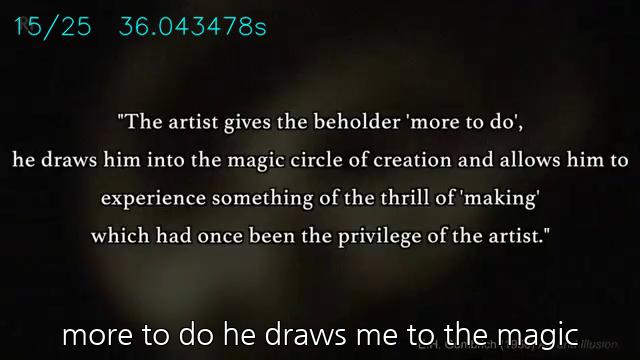 15/25 36.043478s
"The artist gives the beholder 'more to do',
he draws him into the magic circle of creation and allows him to
experience something of the thrill of 'making'
which had once been the privilege of the artist."
more to do he draws me to the magic